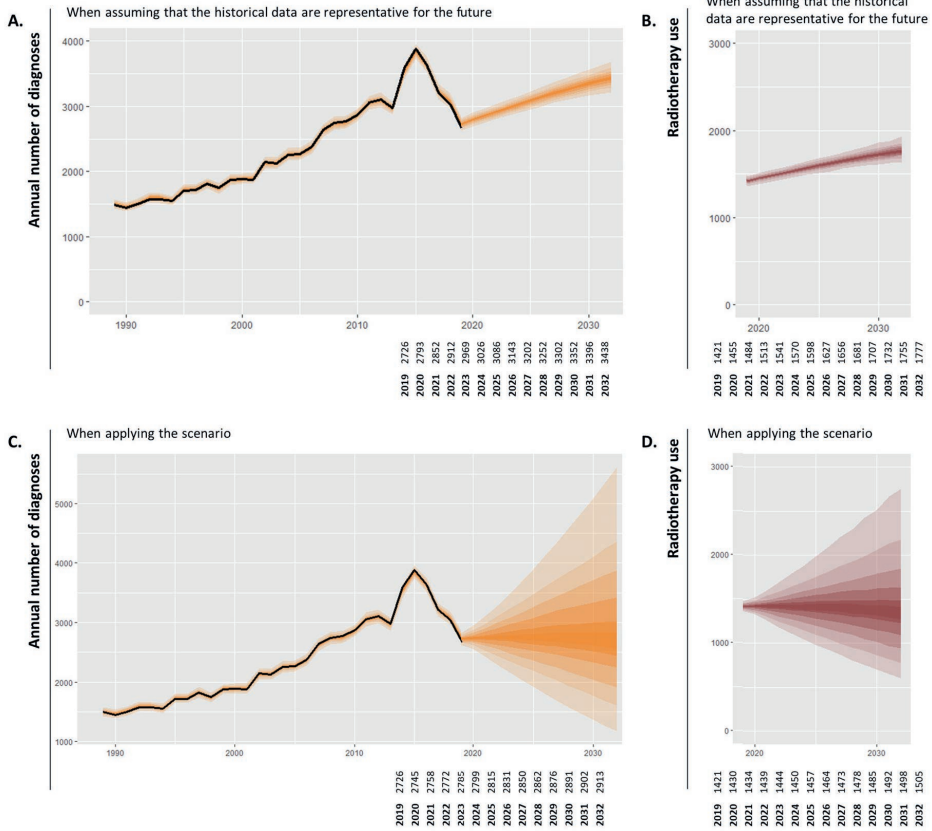 A.
When assuming that the historical data are representative for the future
Annual number of diagnoses
4000
3000
2000
1000
0
1990 2000 2010 2020 2030
2726 2793 2852 2912 2969 3026 3086 3143 3202 3252 3302 3352 3396 3438
2019 2020 2021 2022 2023 2024 2025 2026 2027 2028 2029 2030 2031 2032
B.
When assuming that the historical
data are representative for the future
Radiotherapy use
3000
2000
1000
0
2020 2030
1421 1455 1484 1513 1541 1570 1598 1627 1656 1681 1707 1732 1755 1777
2019 2020 2021 2022 2023 2024 2025 2026 2027 2028 2029 2030 2031 2032
C.
When applying the scenario
Annual number of diagnoses
5000
4000
3000
2000
1000
1990 2000 2010 2020 2030
2726 2745 2758 2772 2785 2799 2815 2831 2850 2862 2876 2891 2902 2913
2019 2020 2021 2022 2023 2024 2025 2026 2027 2028 2029 2030 2031 2032
D.
When applying the scenario
Radiotherapy use
3000
2000
1000
0
2020 2030
1421 1430 1434 1439 1444 1450 1457 1464 1473 1478 1485 1492 1498 1505
2019 2020 2021 2022 2023 2024 2025 2026 2027 2028 2029 2030 2031 2032